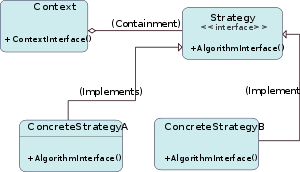 Context
+ ContextInterface()
(Containment)
Strategy
<< interface> >
+AlgorithmInterface()
(Implements)
(Implement
ConcreteStrategyA
+AlgorithmInterface()
ConcreteStrategyB
+AlgorithmInterface()